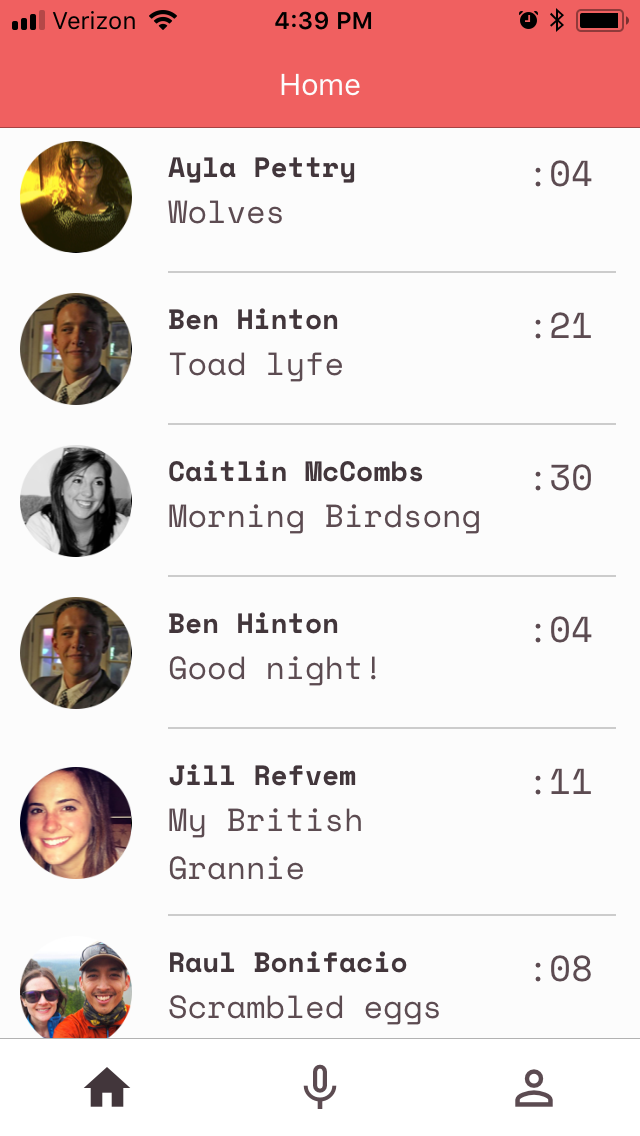 Verizon 4:39 PM
Home
Ayla Pettry :04
Wolves
Ben Hinton :21
Toad lyfe
Caitlin McCombs :30
Morning Birdsong
Ben Hinton :04
Good night!
Jill Refvem :11
My British
Grannie
Raul Bonifacio :08
Scrambled eggs